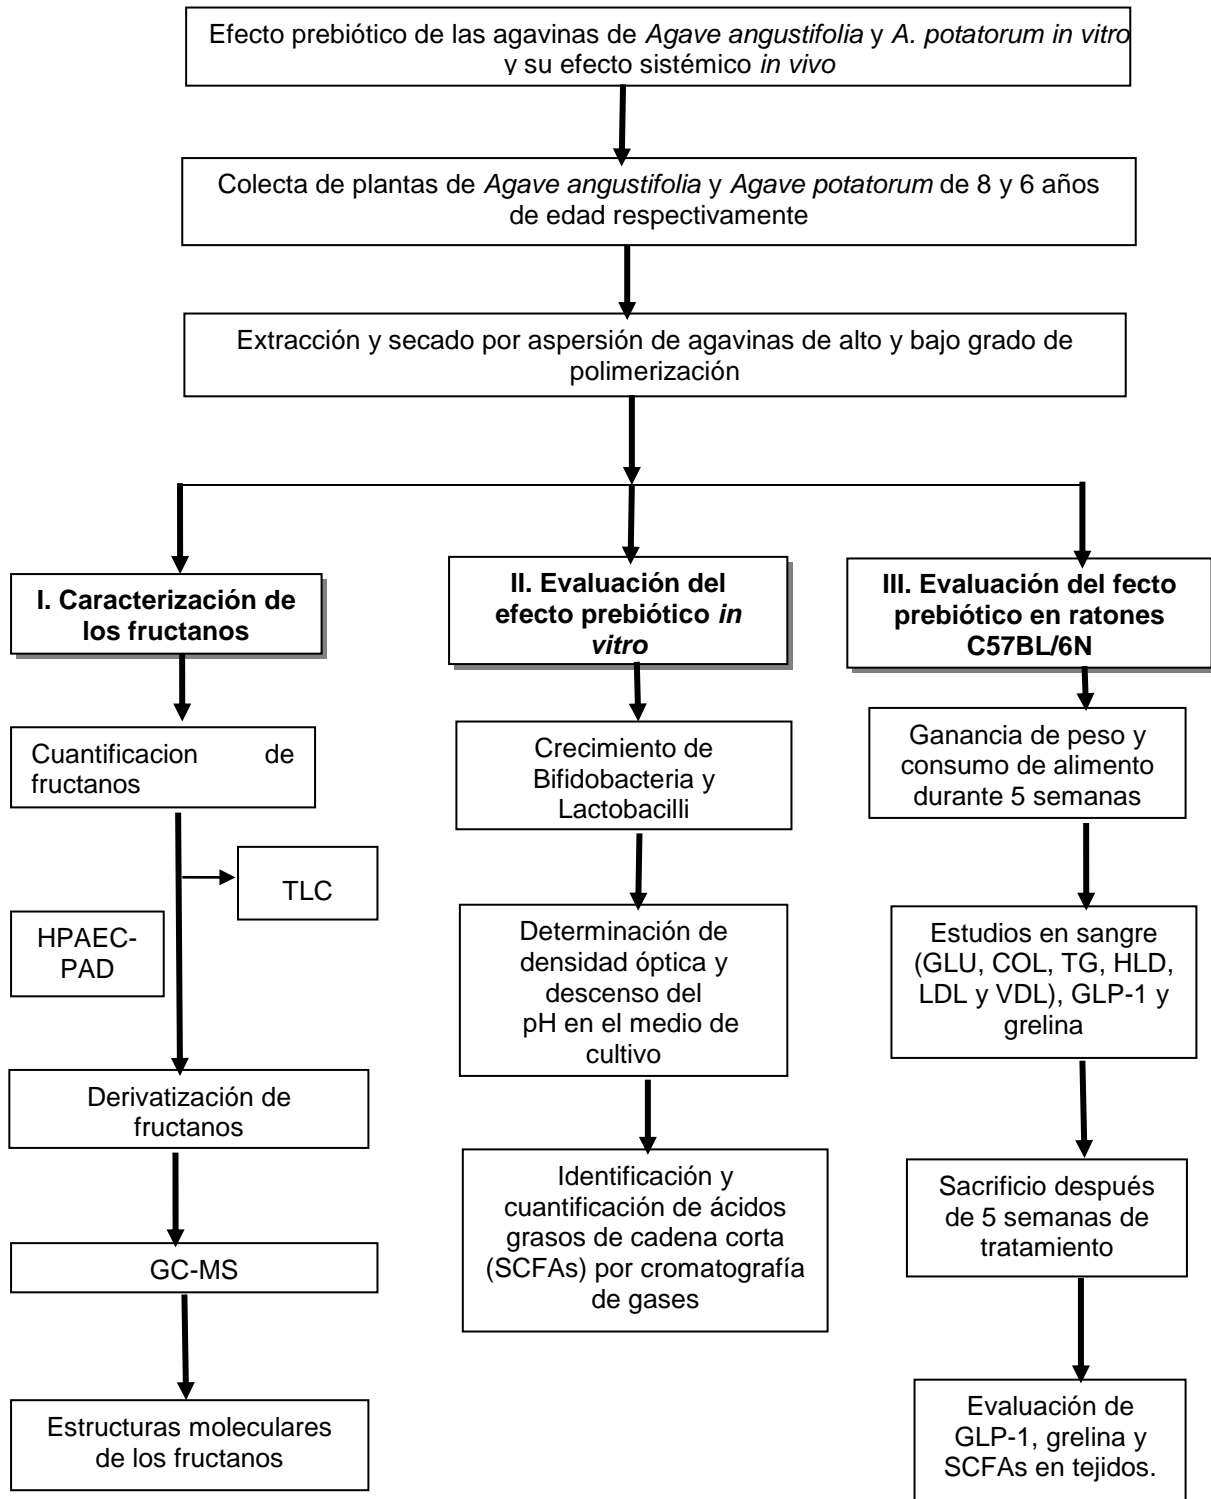 Efecto prebiótico de las agavinas de Agave angustifolia y A. potatorum in vitro
y su efecto sistémico in vivo
Colecta de plantas de Agave angustifolia y Agave potatorum de 8 y 6 años
de edad respectivamente
Extracción y secado por aspersión de agavinas de alto y bajo grado de
polimerización
I. Caracterización de
los fructanos
Cuantificacion de
fructanos
TLC
HPAEC-
PAD
Derivatización de
fructanos
GC-MS
Estructuras moleculares
de los fructanos
II. Evaluación del
efecto prebiótico in
vitro
Crecimiento de
Bifidobacteria y
Lactobacilli
Determinación de
densidad óptica y
descenso del
pH en el medio de
cultivo
Identificación y
cuantificación de ácidos
grasos de cadena corta
(SCFAs) por cromatografía
de gases
III. Evaluación del fecto
prebiótico en ratones
C57BL/6N
Ganancia de peso y
consumo de alimento
durante 5 semanas
Estudios en sangre
(GLU, COL, TG, HLD,
LDL y VDL), GLP-1 y
grelina
Sacrificio después
de 5 semanas de
tratamiento
Evaluación de
GLP-1, grelina y
SCFAs en tejidos.